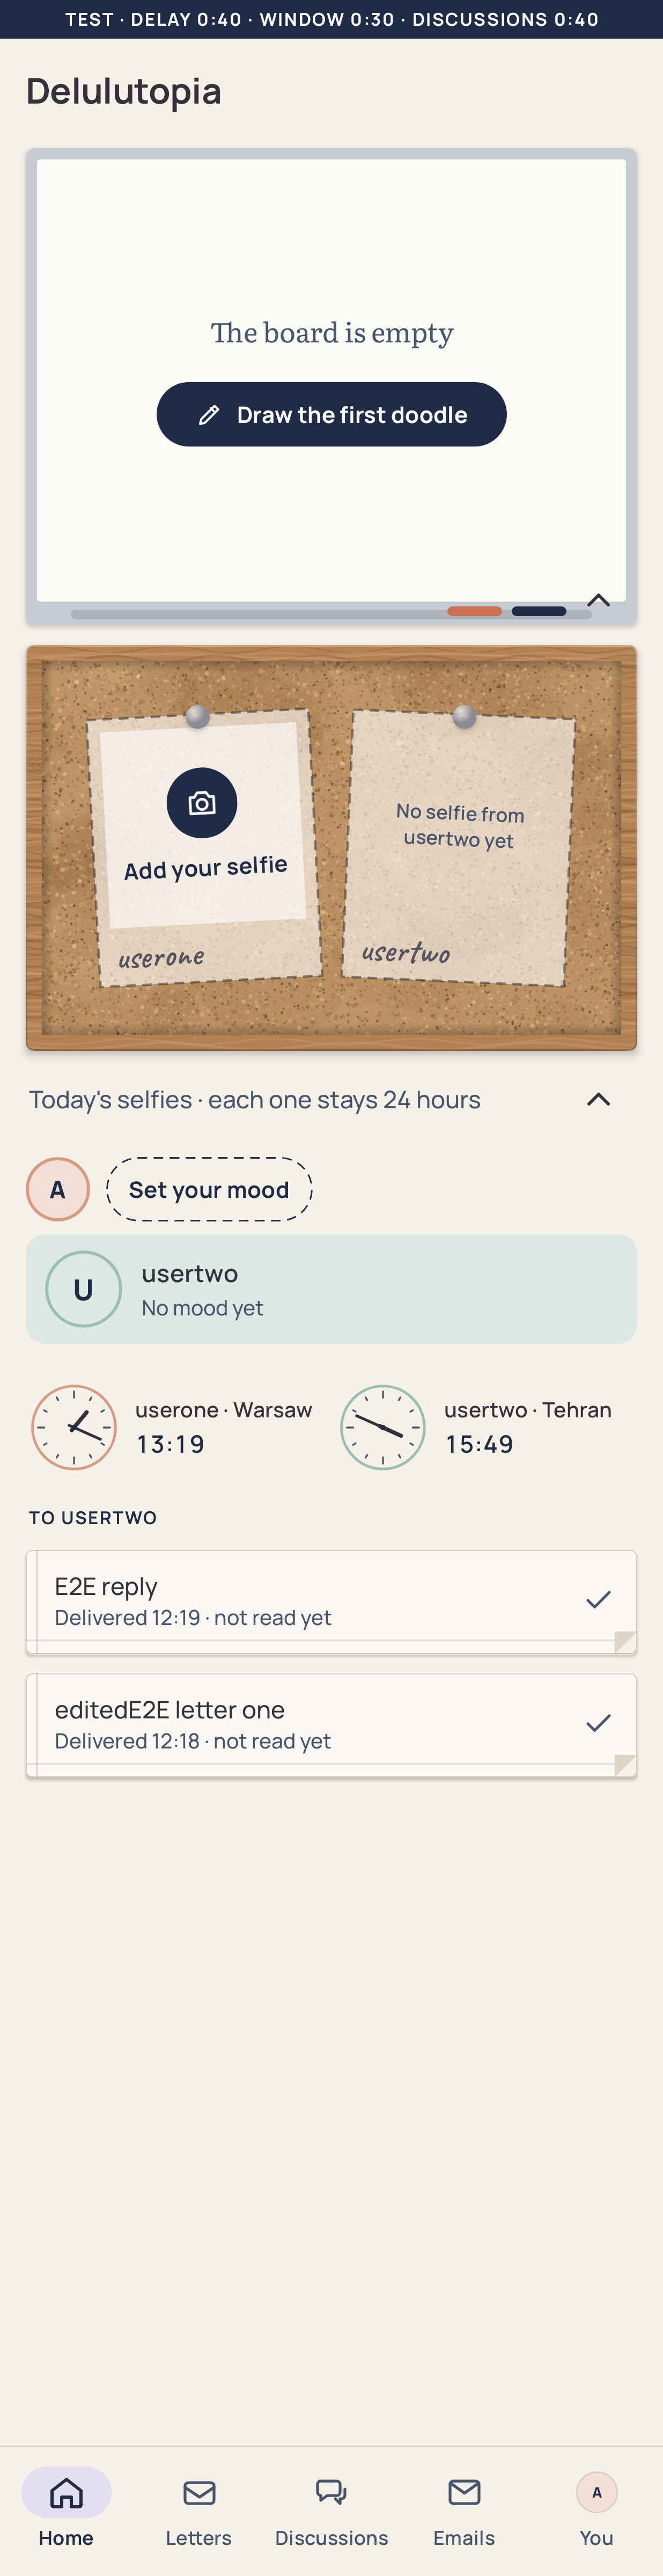 TEST · DELAY 0:40 · WINDOW 0:30 · DISCUSSIONS 0:40
Delulutopia
The board is empty
Draw the first doodle
Add your selfie
userone
No selfie from
usertwo yet
usertwo
Today's selfies · each one stays 24 hours
A
Set your mood
U
usertwo
No mood yet
userone · Warsaw
13:19
usertwo · Tehran
15:49
TO USERTWO
E2E reply
Delivered 12:19 · not read yet
editedE2E letter one
Delivered 12:18 · not read yet
Home
Letters
Discussions
Emails
A
You